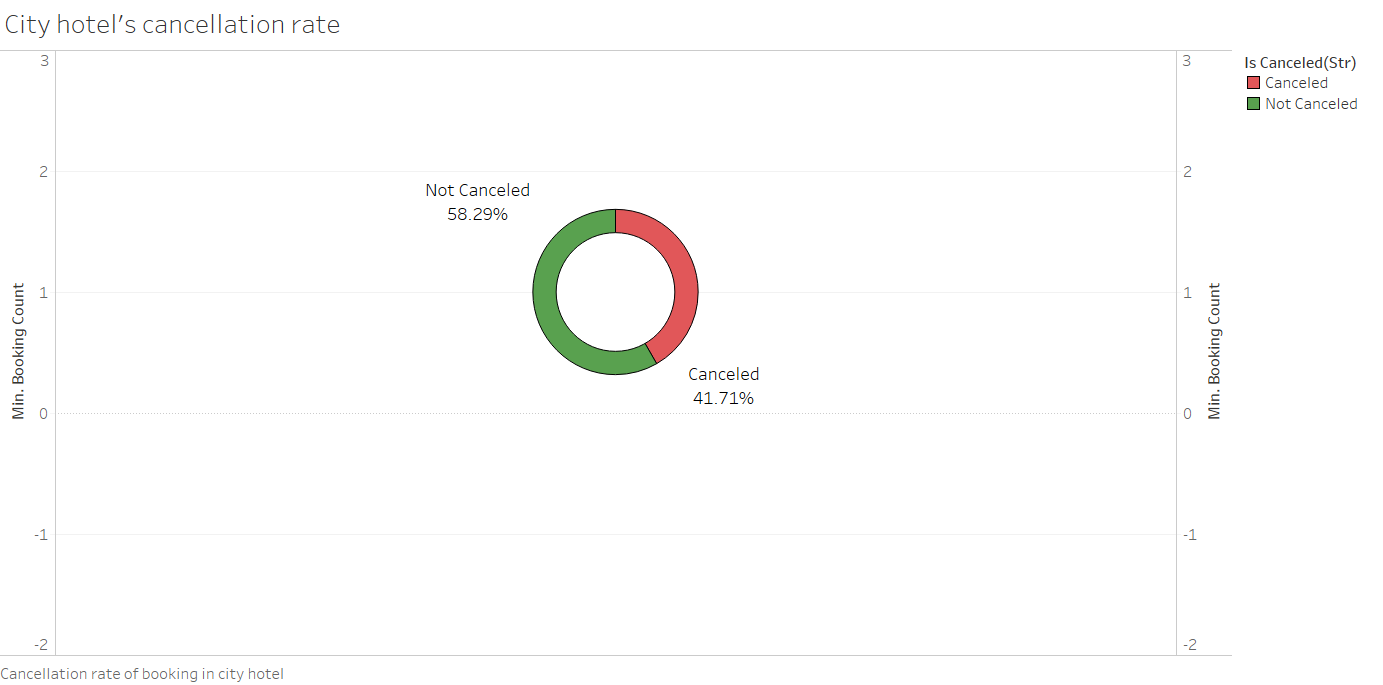 City hotel's cancellation rate
3
2
1
0
-1
-2
Min. Booking Count
Not Canceled
58.29%
Canceled
41.71%
3
2
1
0
-1
-2
Min. Booking Count
Is Canceled(Str)
Canceled
Not Canceled
Cancellation rate of booking in city hotel